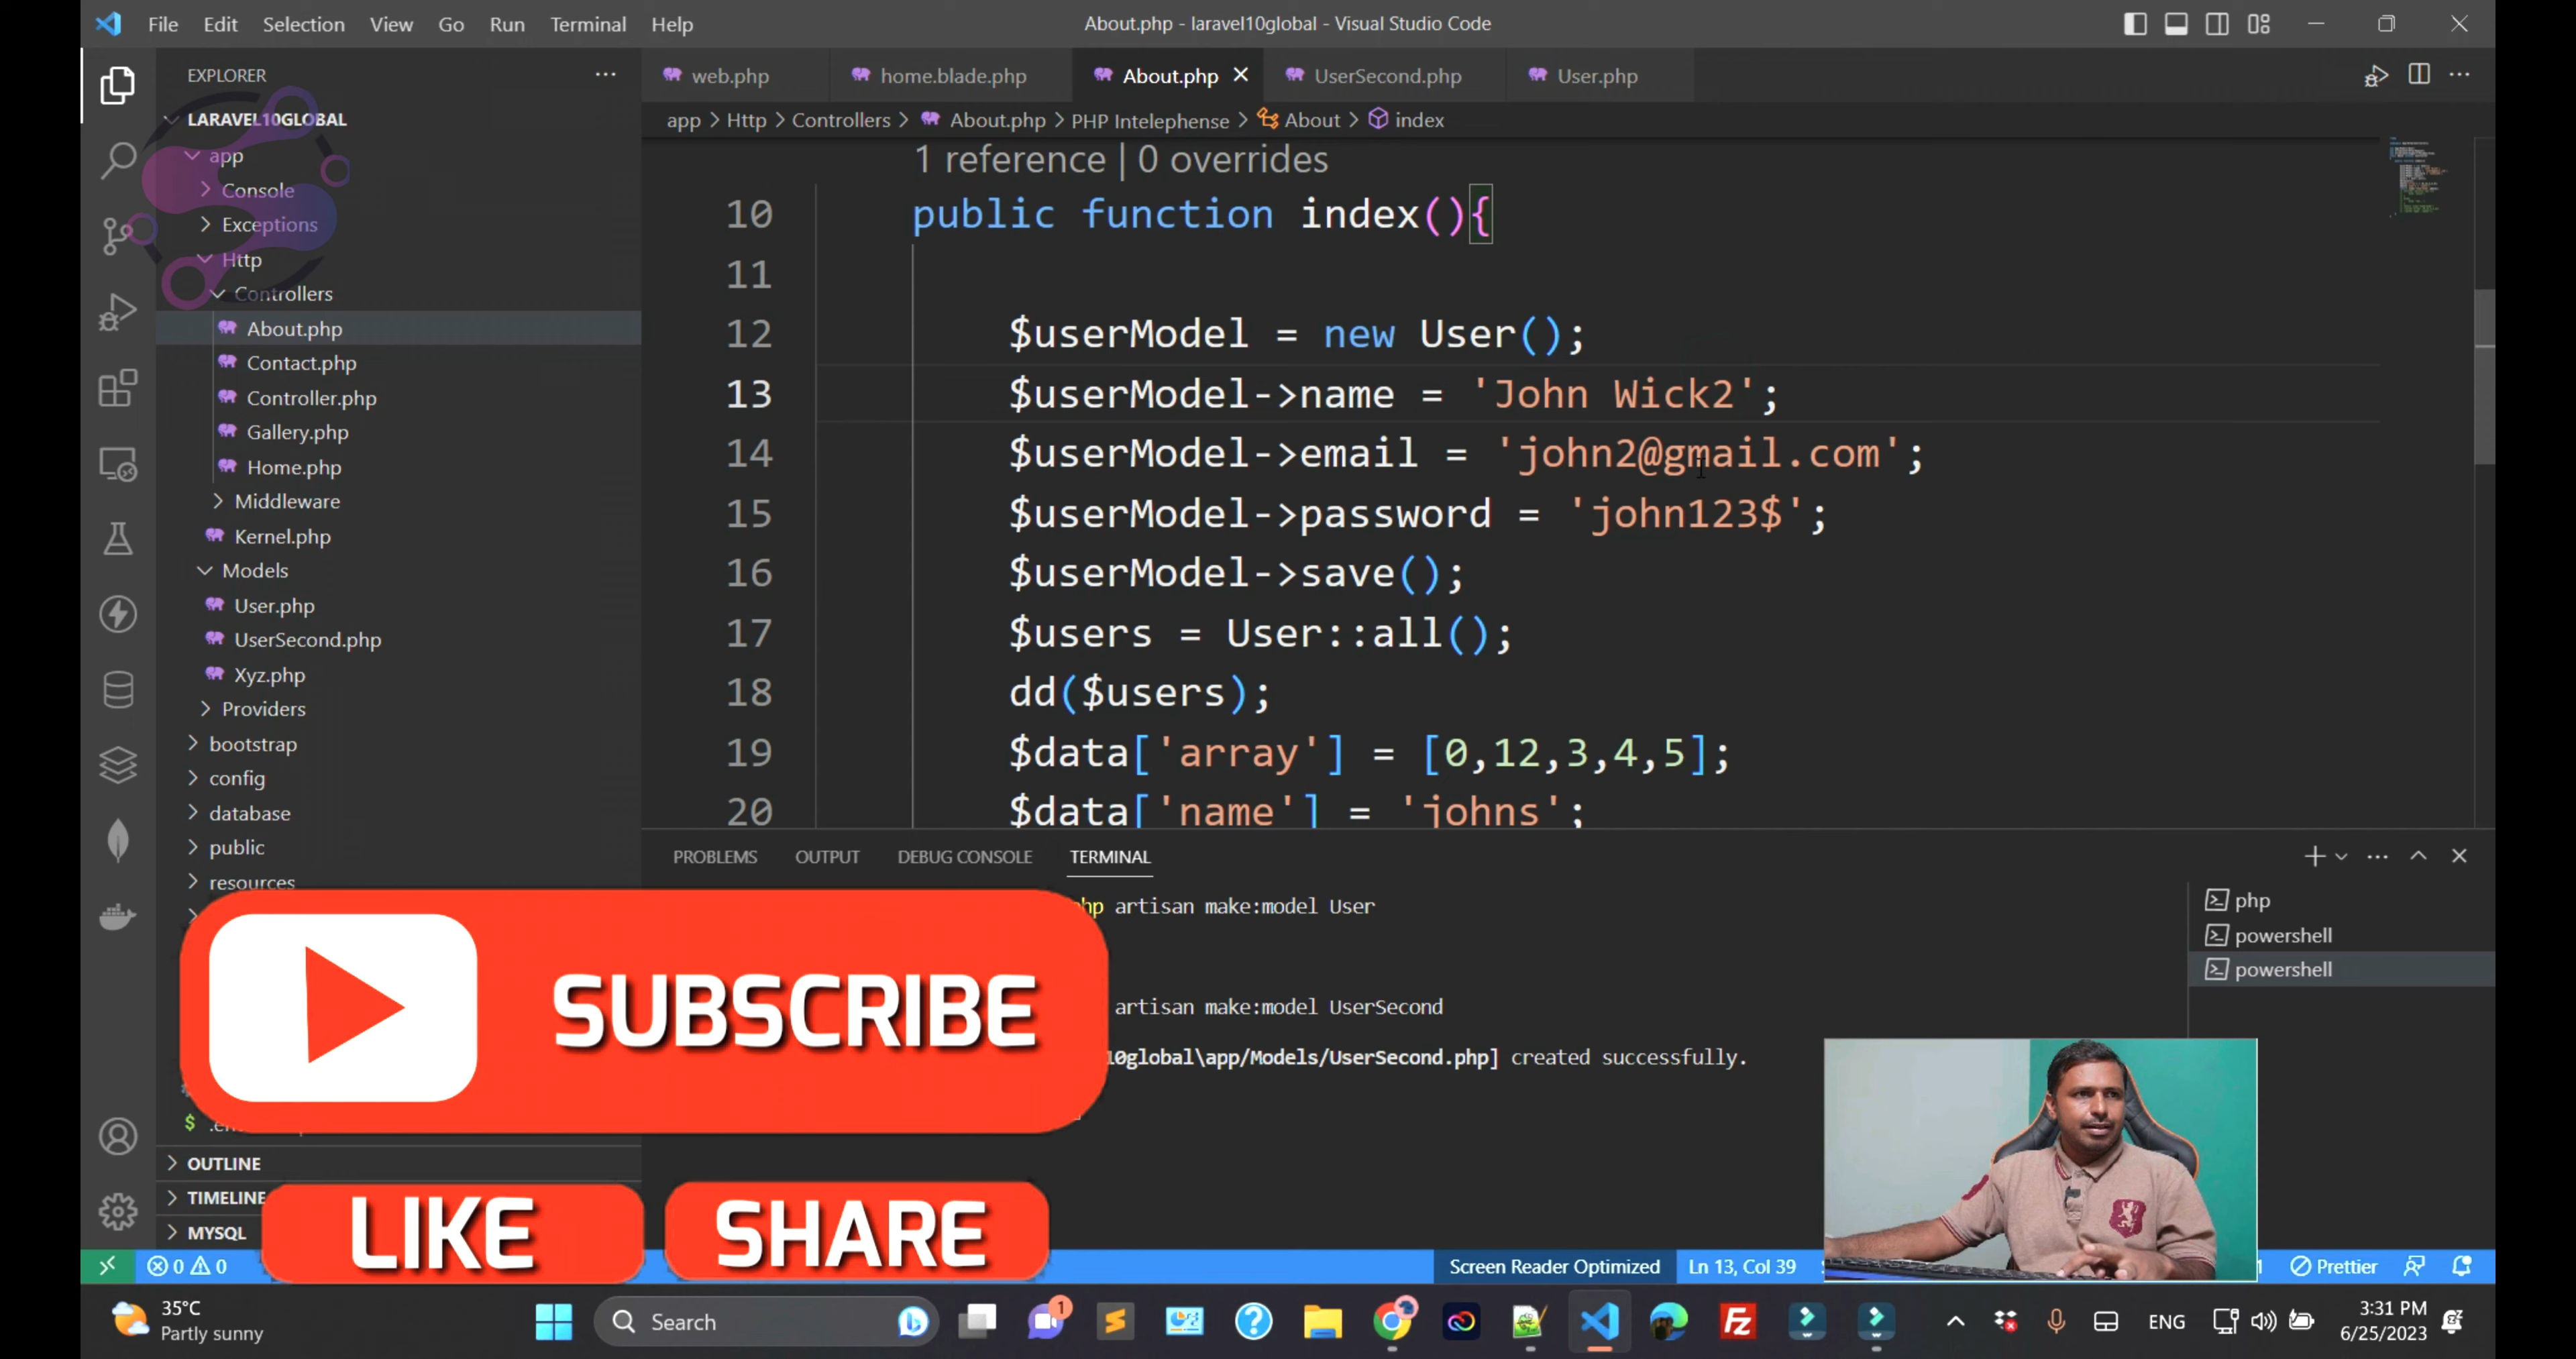 File Edit Selection View Go Run Terminal Help
About.php - laravel10global - Visual Studio Code
EXPLORER
LARAVEL10GLOBAL
app
Console
Exceptions
Http
Controllers
About.php
Contact.php
Controller.php
Gallery.php
Home.php
Middleware
Kernel.php
Models
User.php
UserSecond.php
Xyz.php
Providers
bootstrap
config
database
public
resources
OUTLINE
TIMELINE
MYSQL
web.php home.blade.php About.php UserSecond.php User.php
app > Http > Controllers > About.php > PHP Intelephense > About > index
1 reference | 0 overrides
10 public function index(){
11
12 $userModel = new User();
13 $userModel->name = 'John Wick2';
14 $userModel->email = 'john2@gmail.com';
15 $userModel->password = 'john123$';
16 $userModel->save();
17 $users = User::all();
18 dd($users);
19 $data['array'] = [0,12,3,4,5];
20 $data['name'] = 'johns';
PROBLEMS OUTPUT DEBUG CONSOLE TERMINAL
php artisan make:model User
artisan make:model UserSecond
10global\app/Models/UserSecond.php] created successfully.
php
powershell
powershell
SUBSCRIBE
LIKE SHARE
0 0
Screen Reader Optimized Ln 13, Col 39 Prettier
35°C
Partly sunny
Search
1
ENG
3:31 PM
6/25/2023